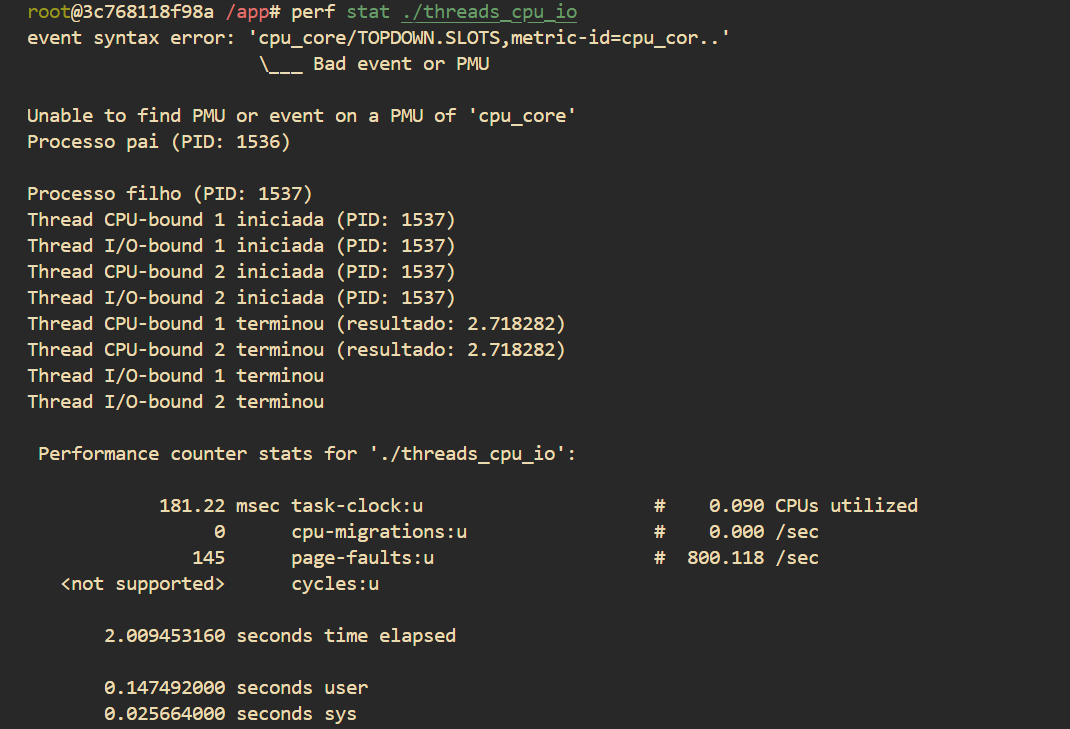 root@3c768118f98a /app# perf stat ./threads_cpu_io
event syntax error: 'cpu_core/TOPDOWN.SLOTS,metric-id=cpu_cor..'
\___ Bad event or PMU
Unable to find PMU or event on a PMU of 'cpu_core'
Processo pai (PID: 1536)
Processo filho (PID: 1537)
Thread CPU-bound 1 iniciada (PID: 1537)
Thread I/O-bound 1 iniciada (PID: 1537)
Thread CPU-bound 2 iniciada (PID: 1537)
Thread I/O-bound 2 iniciada (PID: 1537)
Thread CPU-bound 1 terminou (resultado: 2.718282)
Thread CPU-bound 2 terminou (resultado: 2.718282)
Thread I/O-bound 1 terminou
Thread I/O-bound 2 terminou
Performance counter stats for './threads_cpu_io':
181.22 msec task-clock:u # 0.090 CPUs utilized
0 cpu-migrations:u # 0.000 /sec
145 page-faults:u # 800.118 /sec
<not supported> cycles:u
2.009453160 seconds time elapsed
0.147492000 seconds user
0.025664000 seconds sys